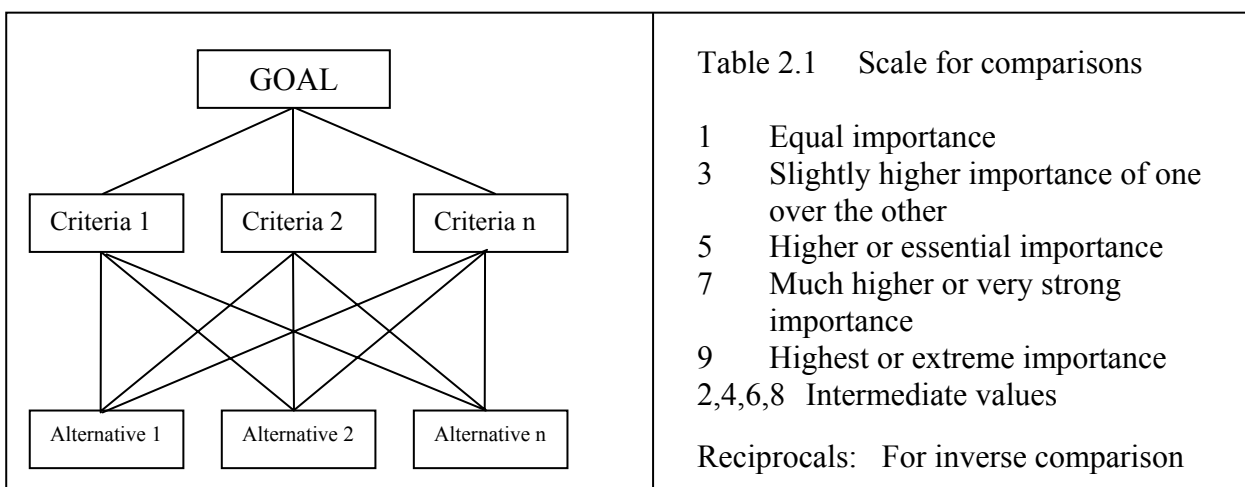 GOAL
Criteria 1
Criteria 2
Criteria n
Alternative 1
Alternative 2
Alternative n
Table 2.1 Scale for comparisons
1 Equal importance
3 Slightly higher importance of one
over the other
5 Higher or essential importance
7 Much higher or very strong
importance
9 Highest or extreme importance
2,4,6,8 Intermediate values
Reciprocals: For inverse comparison